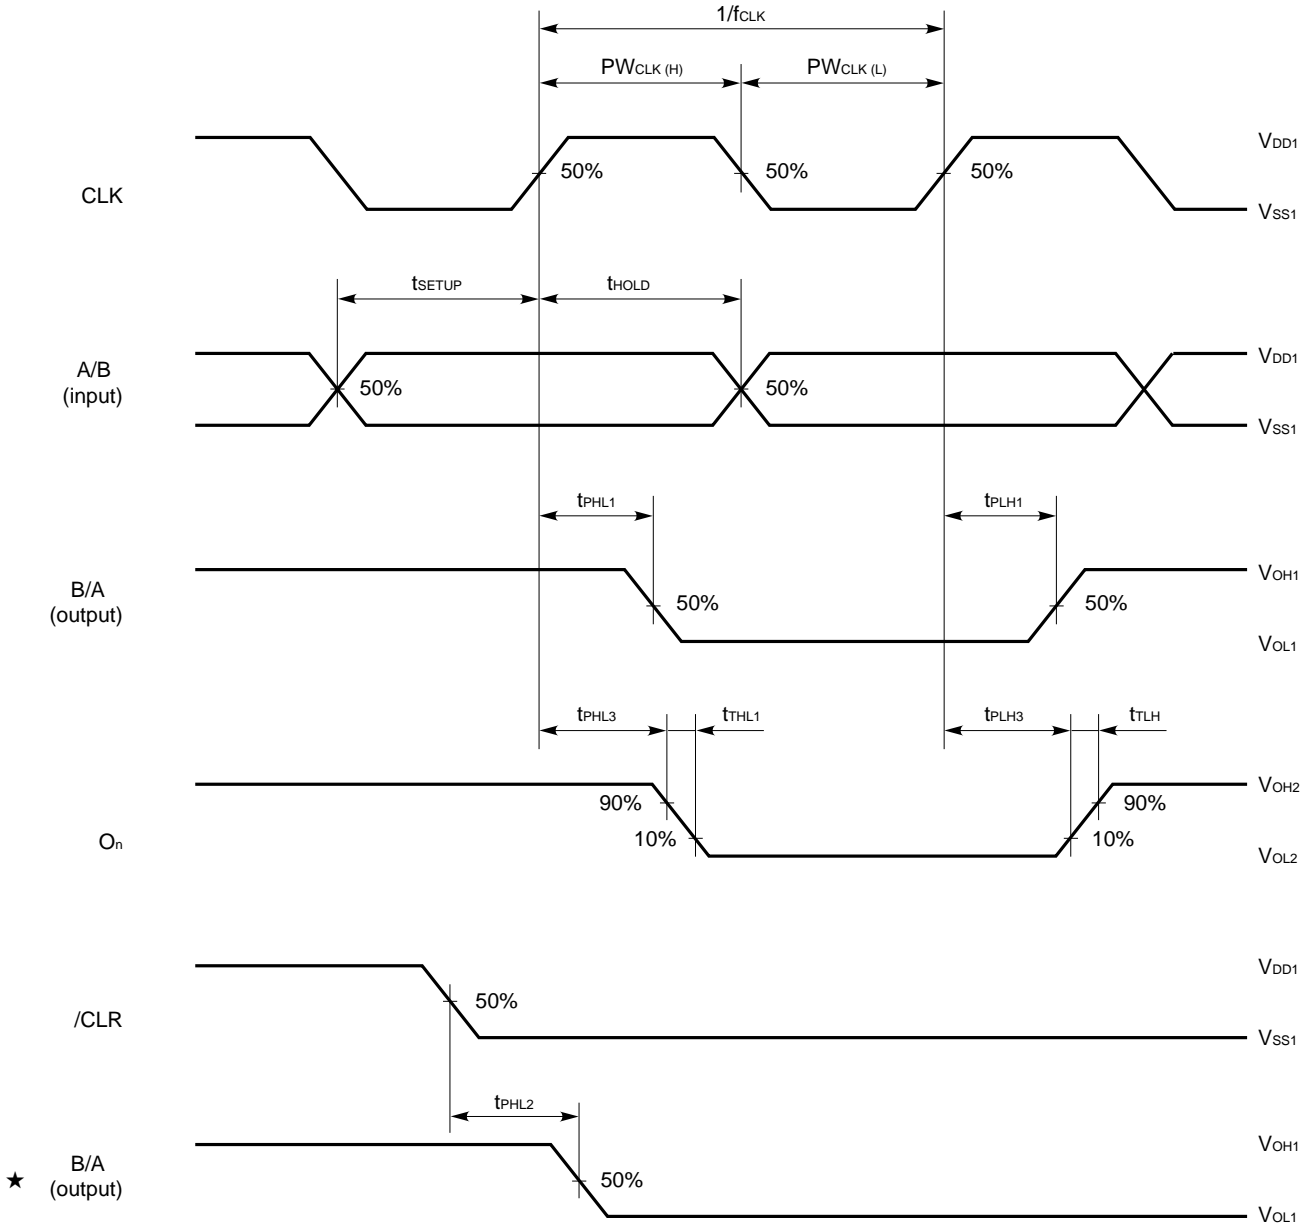 1/fCLK
PWCLK (H) PWCLK (L)
VDD1
50% 50% 50%
CLK
VSS1
tSETUP tHOLD
VDD1
A/B
(input)
50% 50%
VSS1
tPHL1 tPLH1
VOH1
B/A
(output)
50% 50%
VOL1
tPHL3 tTHL1 tPLH3 tTLH
VOH2
90% 90%
On
10% 10%
VOL2
VDD1
50%
/CLR
VSS1
tPHL2
VOH1
★ B/A
(output)
50%
VOL1